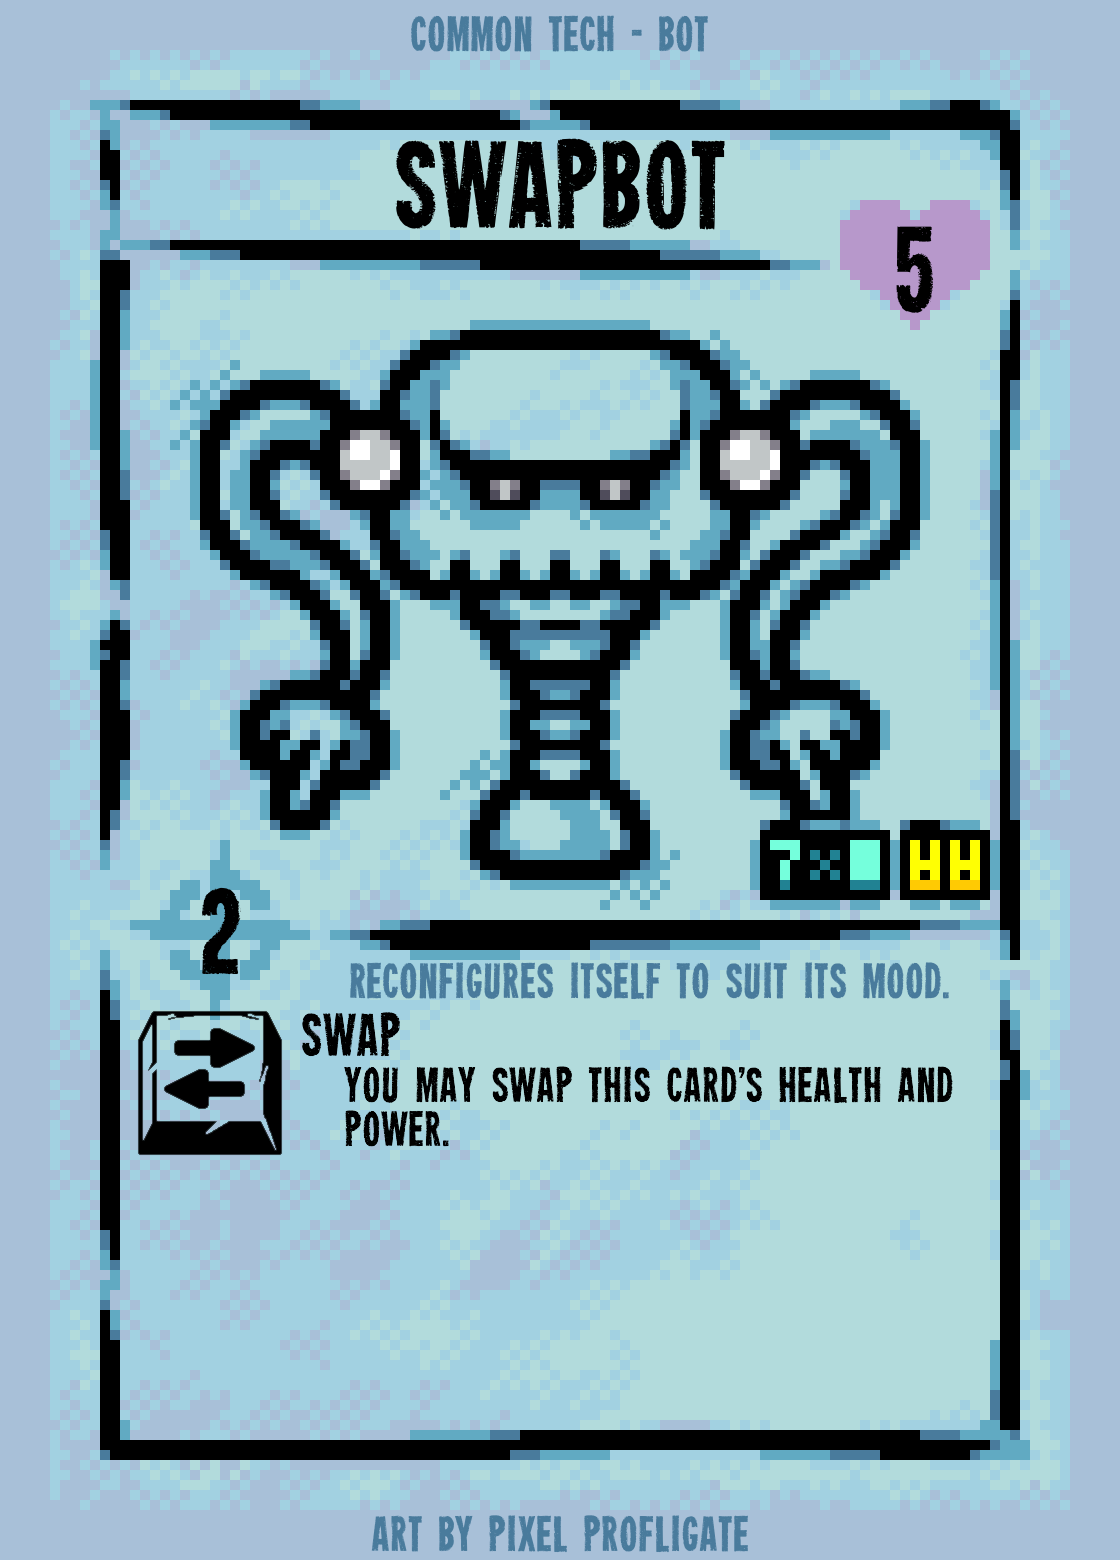 COMMON TECH - BOT
SWAPBOT
5
7×
2
RECONFIGURES ITSELF TO SUIT ITS MOOD.
SWAP
YOU MAY SWAP THIS CARD'S HEALTH AND
POWER.
ART BY PIXEL PROFLIGATE